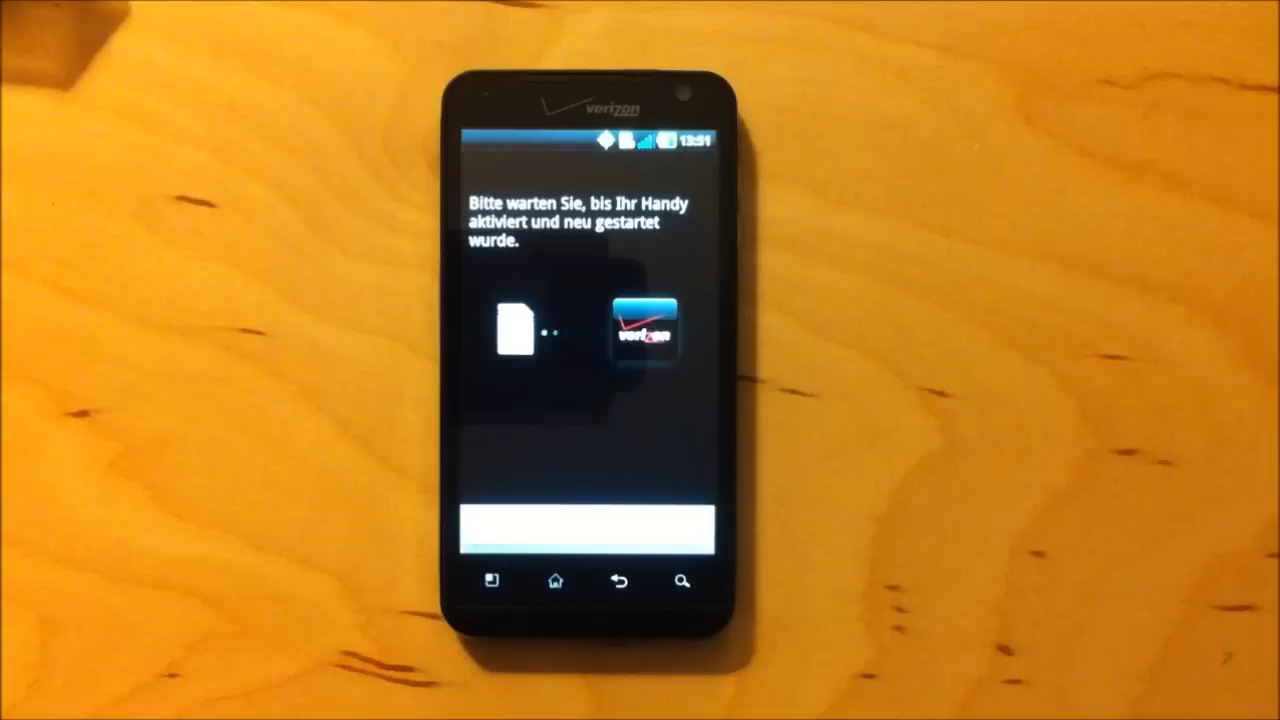 verizon
13:51
Bitte warten Sie, bis Ihr Handy
aktiviert und neu gestartet
wurde.
verizon